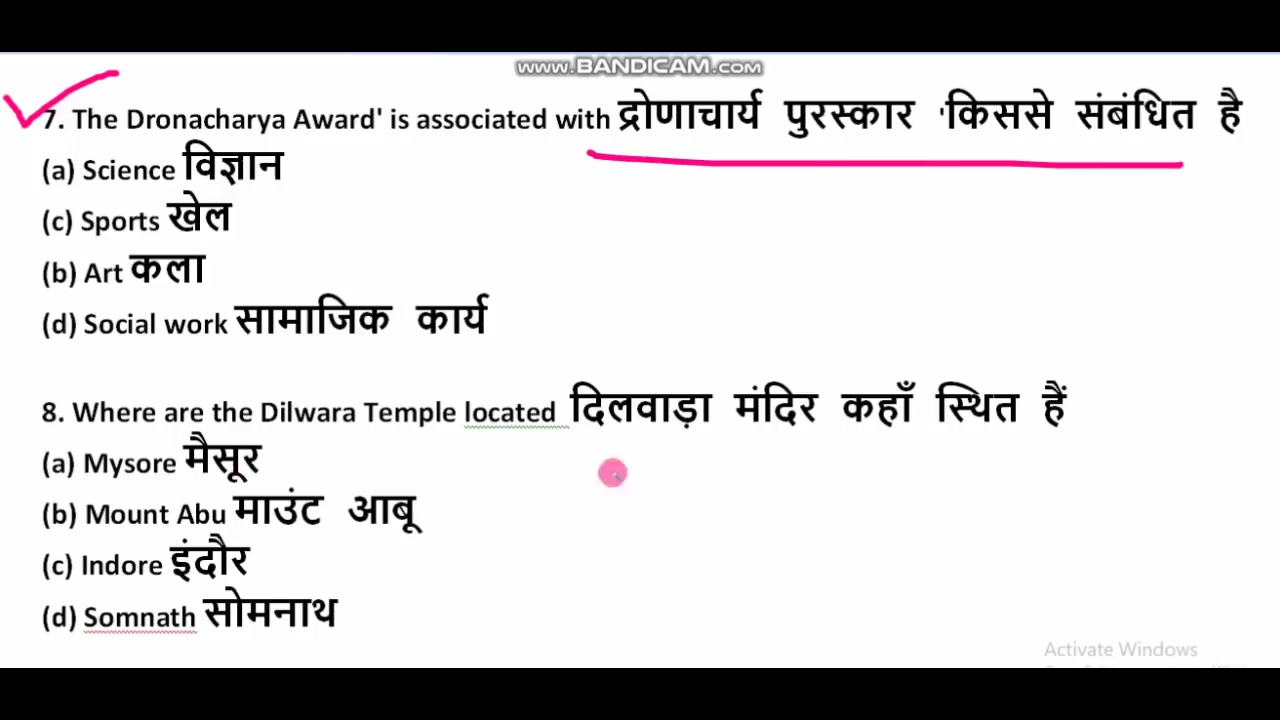 www.BANDICAM.com
7. The Dronacharya Award' is associated with द्रोणाचार्य पुरस्कार 'किससे संबंधित है
(a) Science विज्ञान
(c) Sports खेल
(b) Art कला
(d) Social work सामाजिक कार्य
8. Where are the Dilwara Temple located दिलवाड़ा मंदिर कहाँ स्थित हैं
(a) Mysore मैसूर
(b) Mount Abu माउंट आबू
(c) Indore इंदौर
(d) Somnath सोमनाथ
Activate Windows